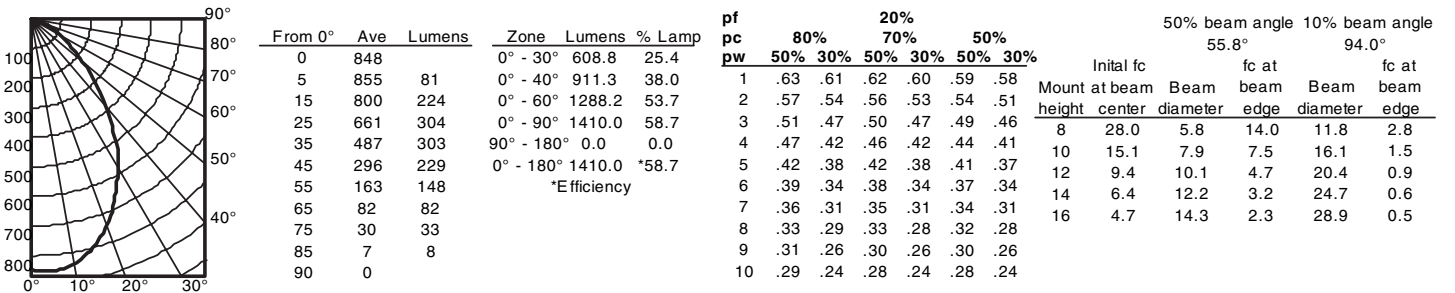 90°
80°
70°
60°
50°
40°
100
200
300
400
500
600
700
800
0° 10° 20° 30°
From 0° Ave Lumens
0 848
5 855 81
15 800 224
25 661 304
35 487 303
45 296 229
55 163 148
65 82 82
75 30 33
85 7 8
90 0
Zone Lumens % Lamp
0° - 30° 608.8 25.4
0° - 40° 911.3 38.0
0° - 60° 1288.2 53.7
0° - 90° 1410.0 58.7
90° - 180° 0.0 0.0
0° - 180° 1410.0 *58.7
*Efficiency
pf 20%
pc 80% 70% 50%
pw 50% 30% 50% 30% 50% 30%
1 .63 .61 .62 .60 .59 .58
2 .57 .54 .56 .53 .54 .51
3 .51 .47 .50 .47 .49 .46
4 .47 .42 .46 .42 .44 .41
5 .42 .38 .42 .38 .41 .37
6 .39 .34 .38 .34 .37 .34
7 .36 .31 .35 .31 .34 .31
8 .33 .29 .33 .28 .32 .28
9 .31 .26 .30 .26 .30 .26
10 .29 .24 .28 .24 .28 .24
50% beam angle 10% beam angle
55.8° 94.0°
Inital fc fc at fc at
Mount at beam Beam beam Beam beam
height center diameter edge diameter edge
8 28.0 5.8 14.0 11.8 2.8
10 15.1 7.9 7.5 16.1 1.5
12 9.4 10.1 4.7 20.4 0.9
14 6.4 12.2 3.2 24.7 0.6
16 4.7 14.3 2.3 28.9 0.5